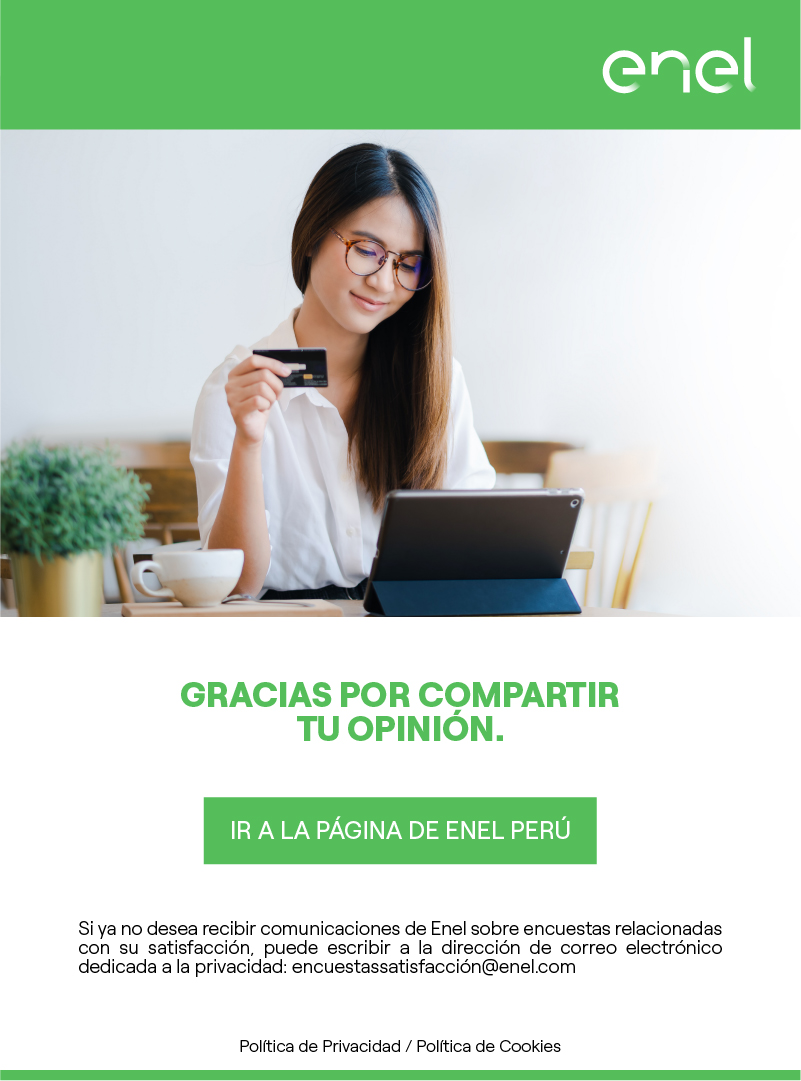 enel
GRACIAS POR COMPARTIR
TU OPINIÓN.
IR A LA PÁGINA DE ENEL PERÚ
Si ya no desea recibir comunicaciones de Enel sobre encuestas relacionadas
con su satisfacción, puede escribir a la dirección de correo electrónico
dedicada a la privacidad: encuestassatisfacción@enel.com
Política de Privacidad / Política de Cookies